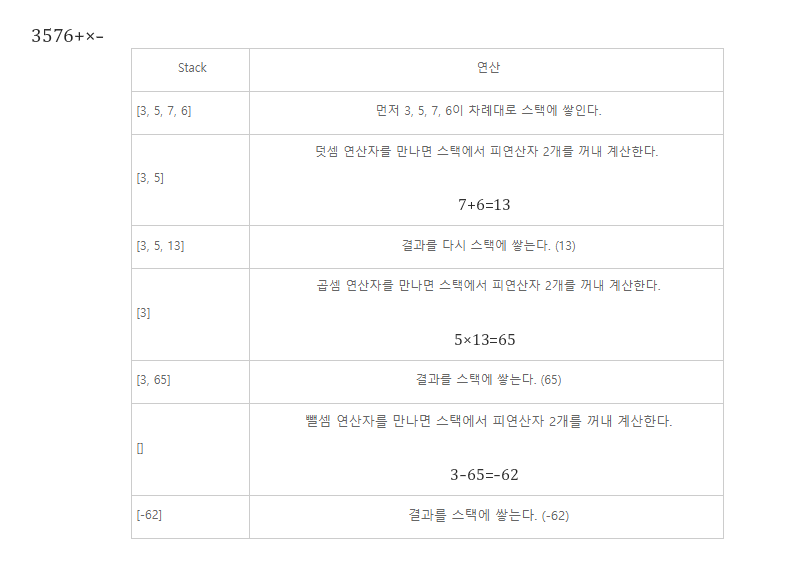 3576+×−
Stack
연산
[3, 5, 7, 6]
먼저 3, 5, 7, 6이 차례대로 스택에 쌓인다.
[3, 5]
덧셈 연산자를 만나면 스택에서 피연산자 2개를 꺼내 계산한다.
7+6=13
[3, 5, 13]
결과를 다시 스택에 쌓는다. (13)
[3]
곱셈 연산자를 만나면 스택에서 피연산자 2개를 꺼내 계산한다.
5×13=65
[3, 65]
결과를 스택에 쌓는다. (65)
[]
뺄셈 연산자를 만나면 스택에서 피연산자 2개를 꺼내 계산한다.
3−65=−62
[-62]
결과를 스택에 쌓는다. (-62)